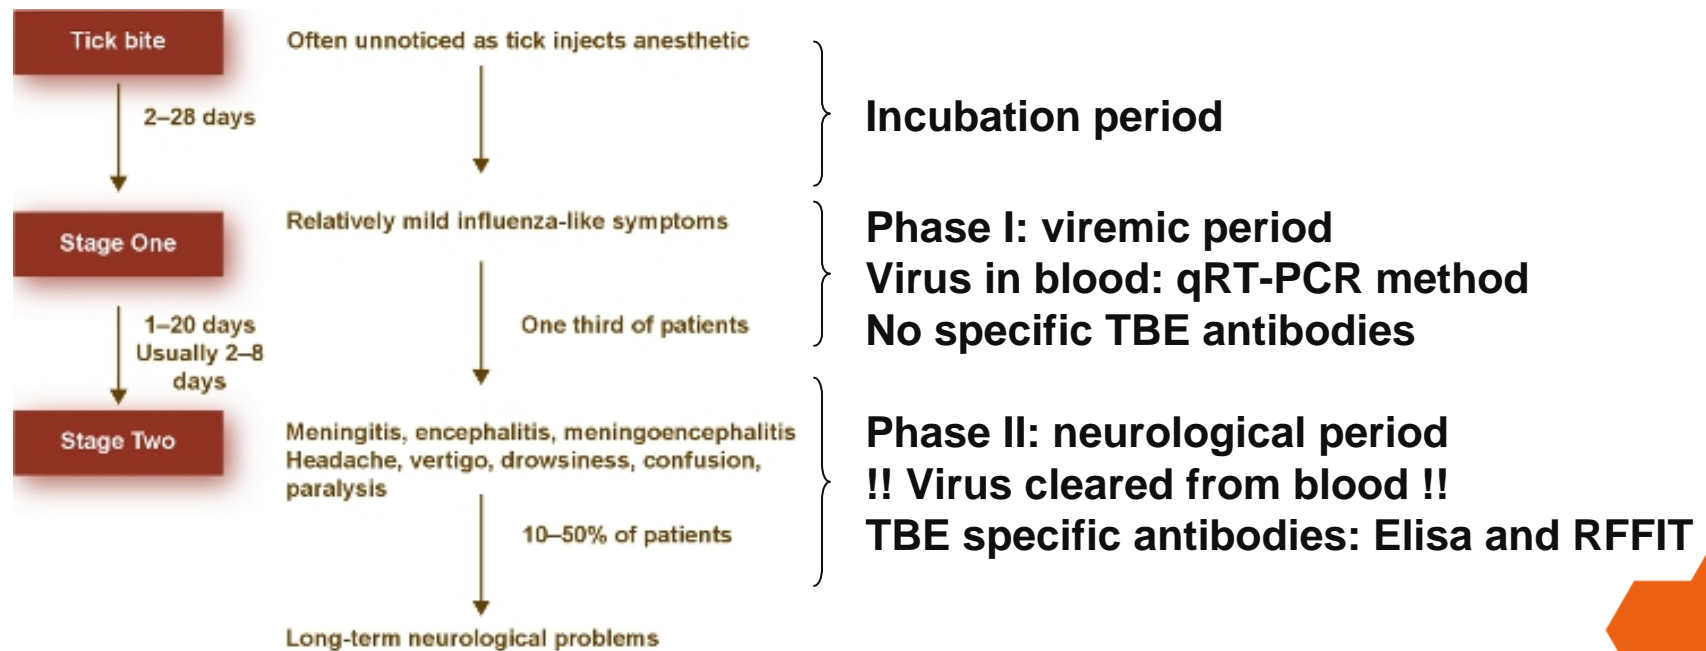 Tick bite
Often unnoticed as tick injects anesthetic
2–28 days
Incubation period
Stage One
Relatively mild influenza-like symptoms
Phase I: viremic period
Virus in blood: qRT-PCR method
No specific TBE antibodies
1–20 days
Usually 2–8
days
One third of patients
Stage Two
Meningitis, encephalitis, meningoencephalitis
Headache, vertigo, drowsiness, confusion,
paralysis
Phase II: neurological period
!! Virus cleared from blood !!
TBE specific antibodies: Elisa and RFFIT
10–50% of patients
Long-term neurological problems